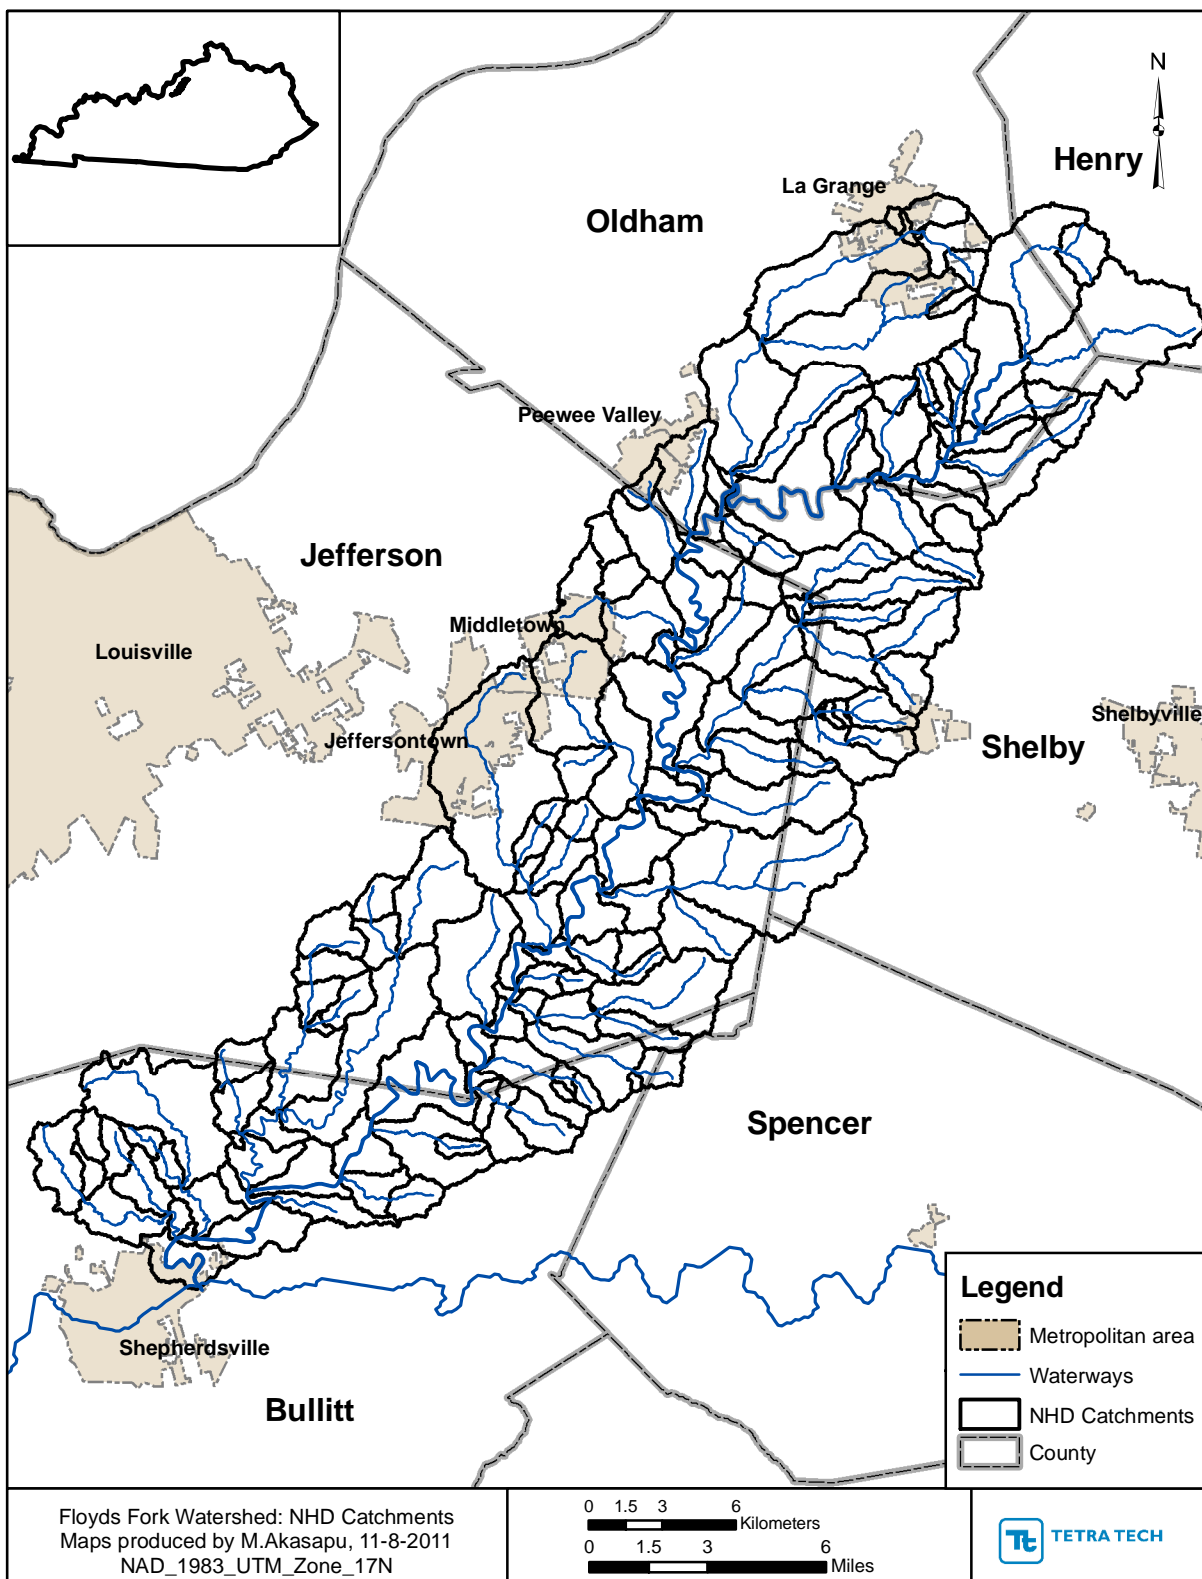 N
Henry
La Grange
Oldham
Peewee Valley
Jefferson
Middletown
Louisville
Shelbyville
Jeffersontown
Shelby
Spencer
Shepherdsville
Bullitt
Legend
Metropolitan area
Waterways
NHD Catchments
County
Floyds Fork Watershed: NHD Catchments
Maps produced by M.Akasapu, 11-8-2011
NAD_1983_UTM_Zone_17N
0 1.5 3 6
Kilometers
0 1.5 3 6
Miles
Tt TETRA TECH